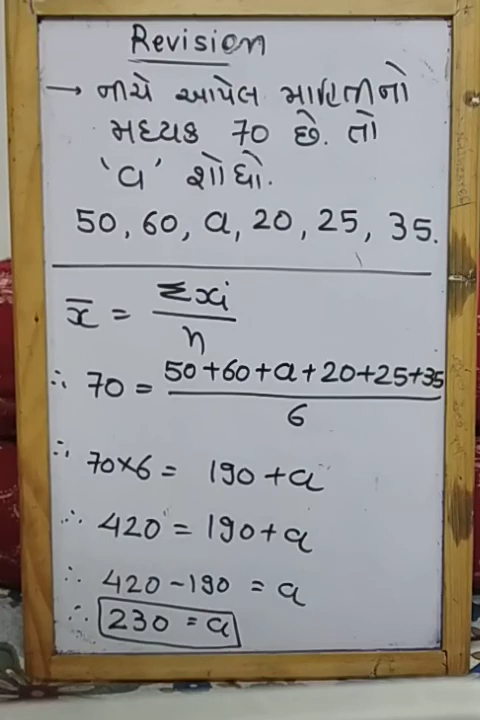 Revision
→ નીચે આપેલ માહિતીનો
મધ્યક 70 છે. તો
'a' શોધો.
50, 60, a, 20, 25, 35.
x̄ = Σxi / n
∴ 70 = 50+60+a+20+25+35 / 6
∴ 70×6 = 190+a
∴ 420 = 190+a
∴ 420-190 = a
∴ 230 = a